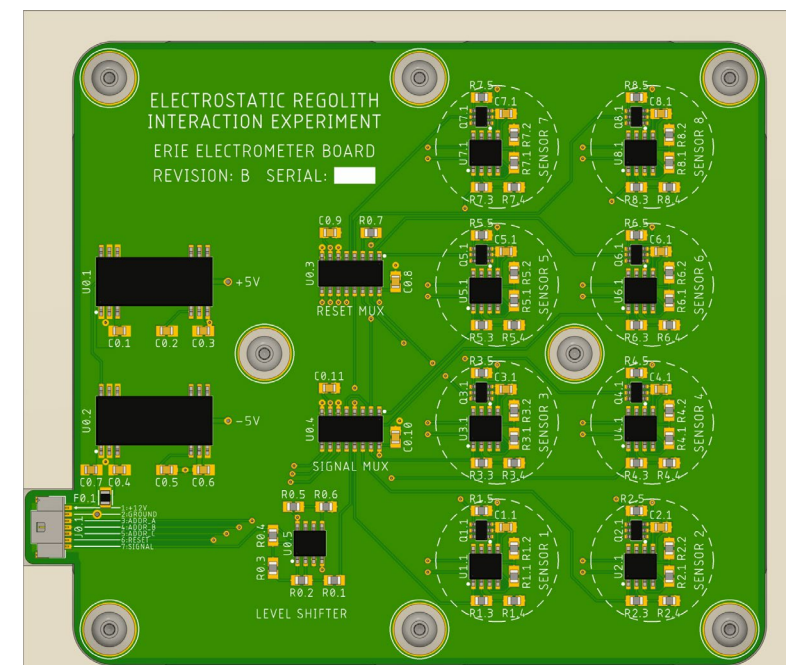 ELECTROSTATIC REGOLITH
INTERACTION EXPERIMENT
ERIE ELECTROMETER BOARD
REVISION: B SERIAL:
U0.1
+5V
C0.1
C0.2
C0.3
U0.2
-5V
C0.7
C0.4
C0.5
C0.6
F0.1
J0.1
1:+12V
2:GROUND
3:ADDR_A
4:ADDR_B
5:ADDR_C
6:RESET
7:SIGNAL
C0.9
R0.7
U0.3
C0.8
RESET MUX
C0.11
U0.4
C0.10
SIGNAL MUX
R0.5
R0.6
R0.4
U0.5
R0.3
R0.2
R0.1
LEVEL SHIFTER
R7.5
C7.1
Q7.1
R7.2
U7.1
R7.1
SENSOR 7
R7.3
R7.4
R8.5
C8.1
Q8.1
R8.2
U8.1
R8.1
SENSOR 8
R8.3
R8.4
R5.5
C5.1
Q5.1
R5.2
U5.1
R5.1
SENSOR 5
R5.3
R5.4
R6.5
C6.1
Q6.1
R6.2
U6.1
R6.1
SENSOR 6
R6.3
R6.4
R3.5
C3.1
Q3.1
R3.2
U3.1
R3.1
SENSOR 3
R3.3
R3.4
R4.5
C4.1
Q4.1
R4.2
U4.1
R4.1
SENSOR 4
R4.3
R4.4
R1.5
C1.1
Q1.1
R1.2
U1.1
R1.1
SENSOR 1
R1.3
R1.4
R2.5
C2.1
Q2.1
R2.2
U2.1
R2.1
SENSOR 2
R2.3
R2.4